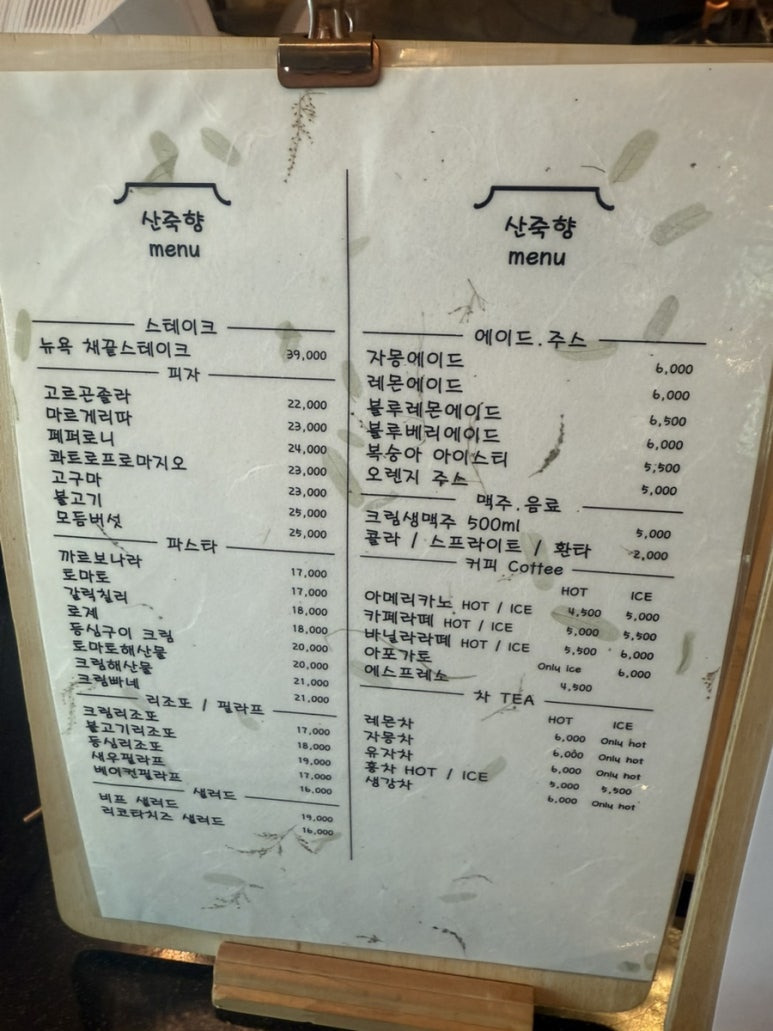 산죽향
menu
스테이크
뉴욕 채끝스테이크 39,000
피자
고르곤졸라 22,000
마르게리따 23,000
페퍼로니 24,000
콰트로프로마지오 23,000
고구마 23,000
불고기 25,000
모듬버섯 25,000
파스타
까르보나라 17,000
토마토 17,000
갈릭칠리 18,000
로제 18,000
등심구이 크림 20,000
토마토해산물 20,000
크림해산물 21,000
크림빠네 21,000
리조또 / 필라프
크림리조또 17,000
불고기리조또 18,000
등심리조또 19,000
새우필라프 17,000
베이컨필라프 16,000
샐러드
비프 샐러드 19,000
리코타치즈 샐러드 16,000
산죽향
menu
에이드.주스
자몽에이드 6,000
레몬에이드 6,000
블루레몬에이드 6,500
블루베리에이드 6,000
복숭아 아이스티 5,500
오렌지 주스 5,000
맥주.음료
크림생맥주 500ml 5,000
콜라 / 스프라이트 / 환타 2,000
커피 Coffee
HOT ICE
아메리카노 HOT / ICE 4,500 5,000
카페라떼 HOT / ICE 5,000 5,500
바닐라라떼 HOT / ICE 5,500 6,000
아포가토 Only ice 6,000
에스프레소 4,500
차 TEA
HOT ICE
레몬차 6,000 Only hot
자몽차 6,000 Only hot
유자차 6,000 Only hot
홍차 HOT / ICE 5,000 5,500
생강차 6,000 Only hot